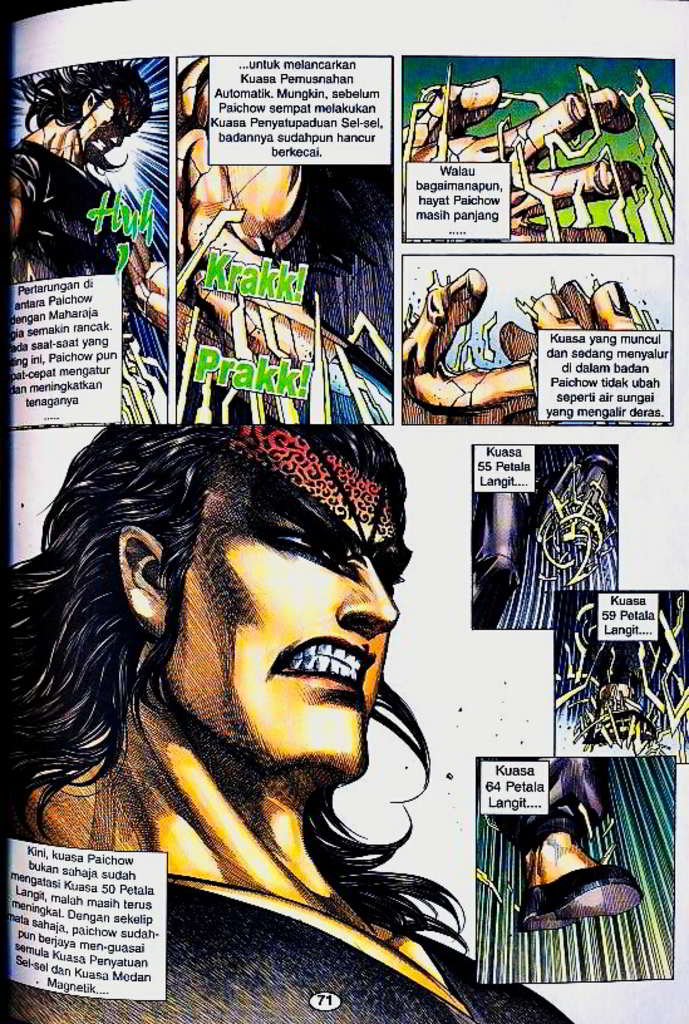 ...untuk melancarkan
Kuasa Pemusnahan
Automatik. Mungkin, sebelum
Paichow sempat melakukan
Kuasa Penyatupaduan Sel-sel,
badannya sudahpun hancur
berkecai.
Huh
Pertarungan di
antara Paichow
dengan Maharaja
semakin rancak.
saat-saat yang
ini, Paichow pun
mengatur
dan meningkatkan
tenaganya
....
Krakk!
Prakk!
Walau
bagaimanapun,
hayat Paichow
masih panjang
.....
Kuasa yang muncul
dan sedang menyalur
di dalam badan
Paichow tidak ubah
seperti air sungai
yang mengalir deras.
Kuasa
55 Petala
Langit....
Kuasa
59 Petala
Langit....
Kuasa
64 Petala
Langit....
Kini, kuasa Paichow
bukan sahaja sudah
mengatasi Kuasa 50 Petala
Langit, malah masih terus
meningkat. Dengan sekelip
mata sahaja, paichow sudah-
pun berjaya men-guasai
semula Kuasa Penyatuan
Sel-sel dan Kuasa Medan
Magnetik....
71